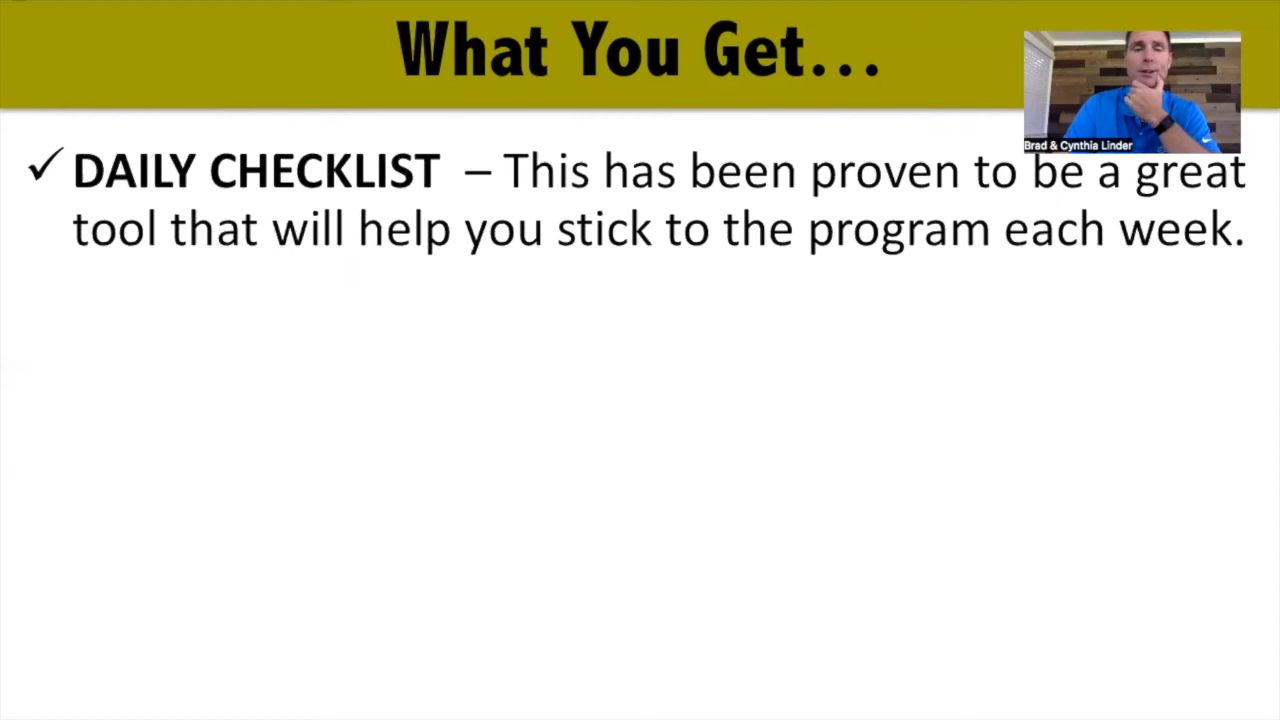 What You Get...
Brad & Cynthia Linder
✓ DAILY CHECKLIST – This has been proven to be a great
tool that will help you stick to the program each week.